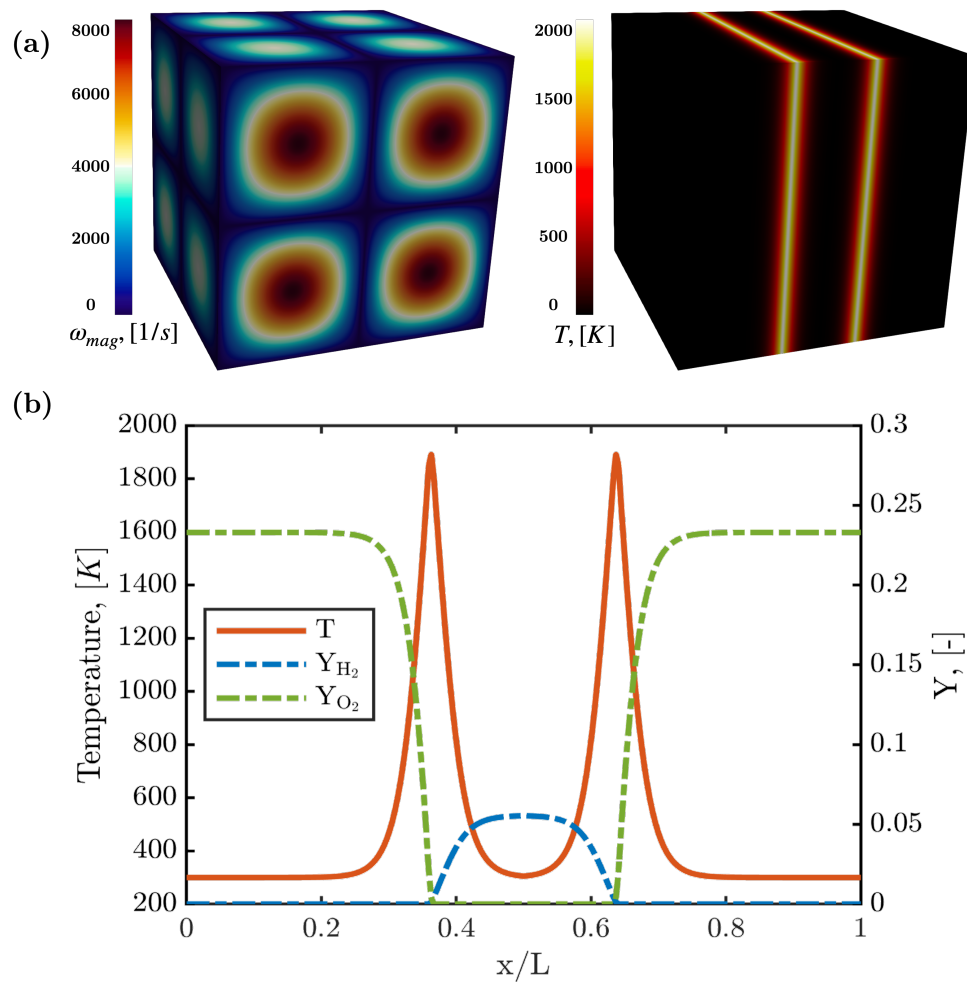 (a)
8000
6000
4000
2000
0
ω_mag, [1/s]
2000
1500
1000
500
0
T, [K]
(b)
2000
1800
1600
1400
1200
1000
800
600
400
200
Temperature, [K]
T
Y_H₂
Y_O₂
0.3
0.25
0.2
0.15
0.1
0.05
0
Y, [-]
0 0.2 0.4 0.6 0.8 1
x/L